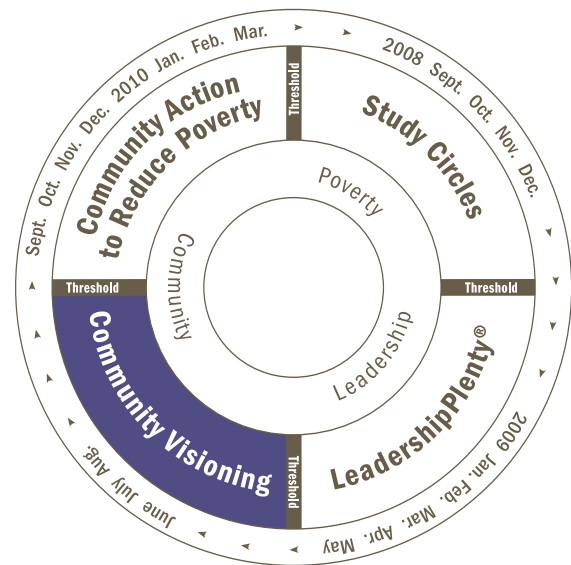 2008 Sept. Oct. Nov. Dec.
2009 Jan. Feb. Mar. Apr. May
June July Aug.
Sept. Oct. Nov. Dec. 2010 Jan. Feb. Mar.
Threshold
Study Circles
Threshold
LeadershipPlenty®
Threshold
Community Visioning
Threshold
Community Action
to Reduce Poverty
Poverty
Leadership
Community